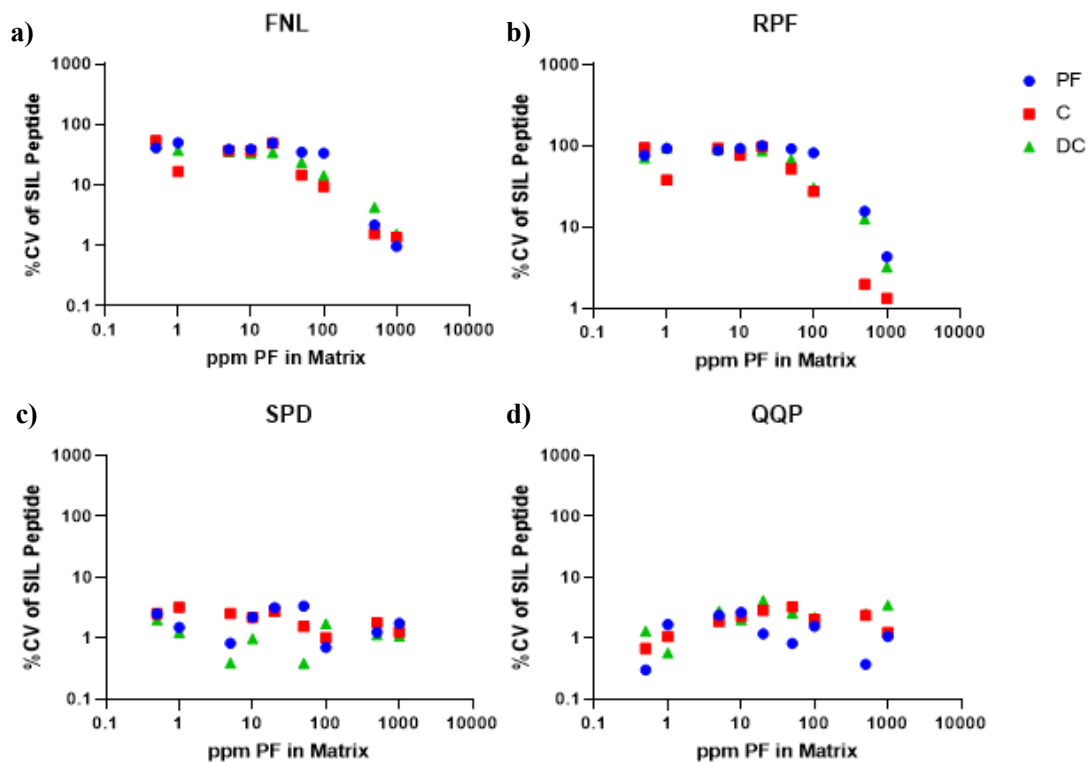 a)
FNL
%CV of SIL Peptide
1000
100
10
1
0.1
0.1 1 10 100 1000 10000
ppm PF in Matrix
b)
RPF
%CV of SIL Peptide
1000
100
10
1
0.1 1 10 100 1000 10000
ppm PF in Matrix
PF
C
DC
c)
SPD
%CV of SIL Peptide
1000
100
10
1
0.1
0.1 1 10 100 1000 10000
ppm PF in Matrix
d)
QQP
%CV of SIL Peptide
1000
100
10
1
0.1
0.1 1 10 100 1000 10000
ppm PF in Matrix